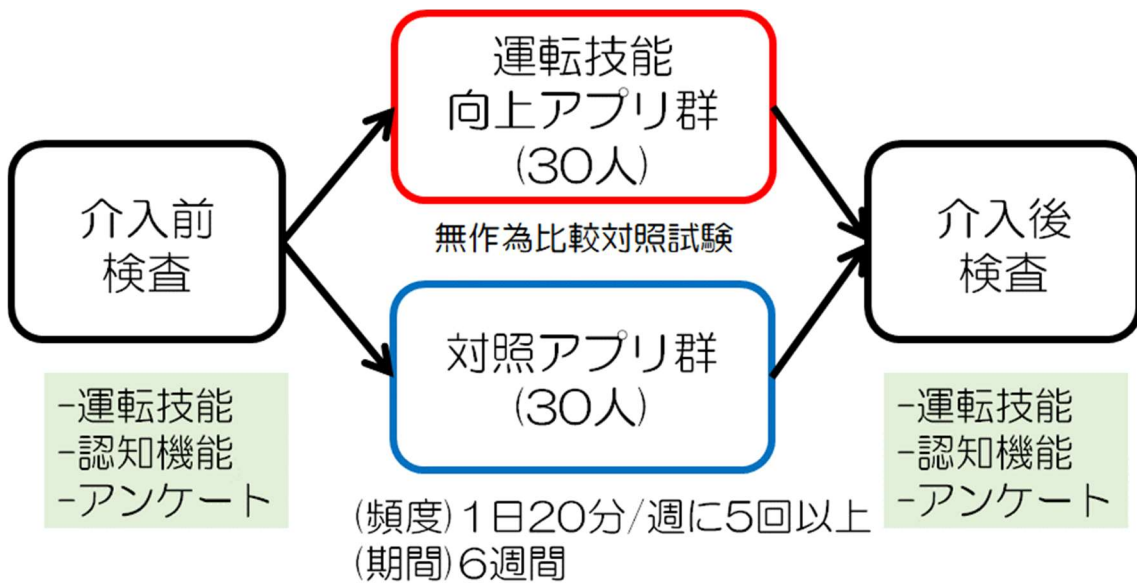 介入前
検査
-運転技能
-認知機能
-アンケート
運転技能
向上アプリ群
(30人)
無作為比較対照試験
対照アプリ群
(30人)
(頻度)1日20分/週に5回以上
(期間)6週間
介入後
検査
-運転技能
-認知機能
-アンケート